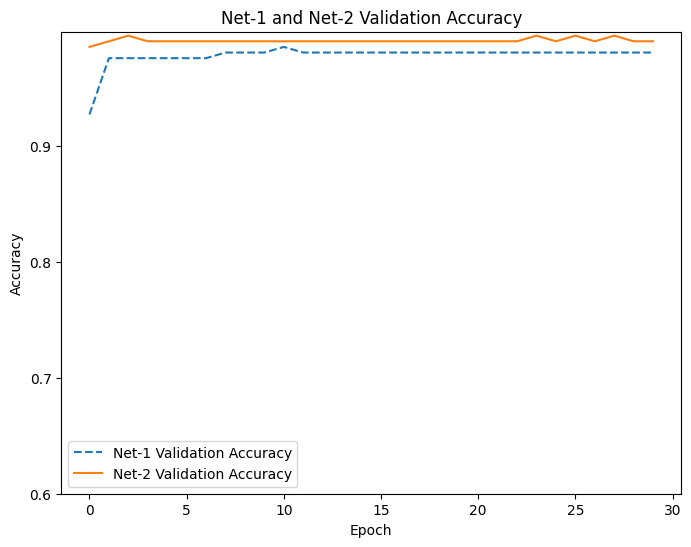 Net-1 and Net-2 Validation Accuracy
Accuracy
0.9
0.8
0.7
0.6
Net-1 Validation Accuracy
Net-2 Validation Accuracy
0 5 10 15 20 25 30
Epoch